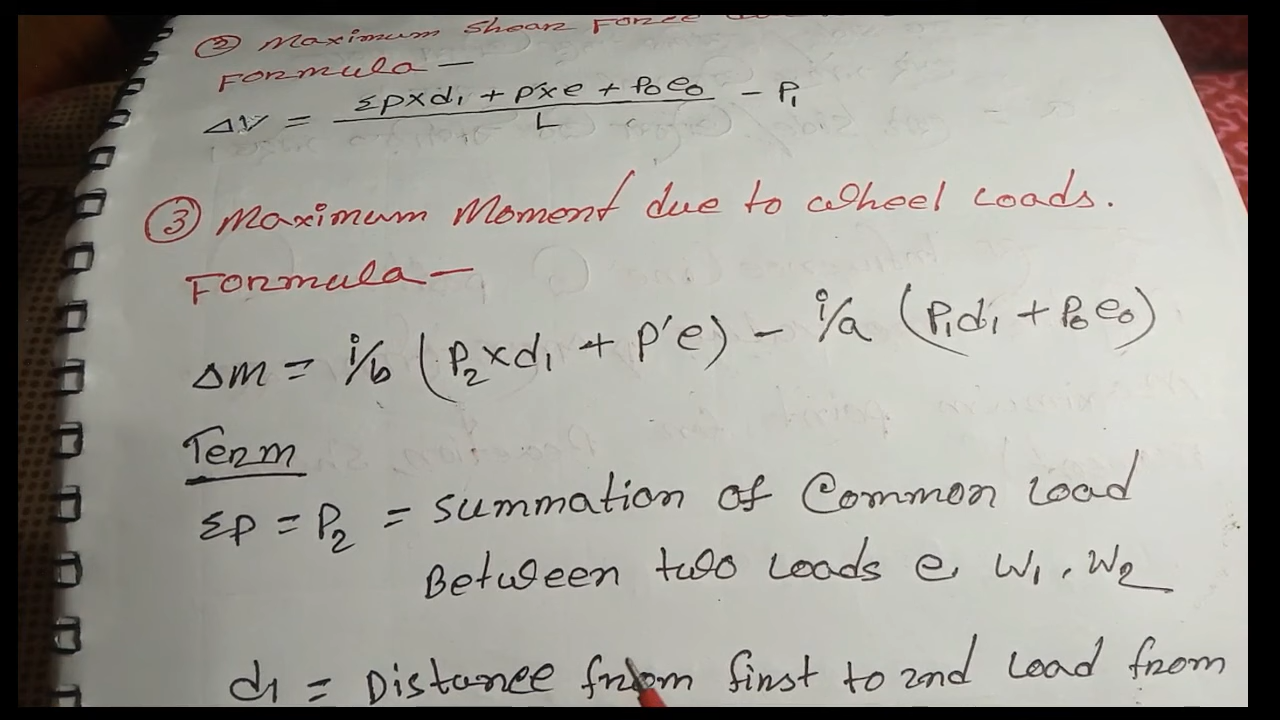 ② Maximum Shear Force
Formula —
ΔV = (Σp×d₁ + p'×e + P₀e₀) / L - P₁
③ Maximum Moment due to wheel Loads.
Formula —
Δm = i/b (P₂×d₁ + p'e) - i/a (P₁d₁ + P₀e₀)
Term
Σp = P₂ = Summation of Common Load
Between two Loads e, W₁, W₂
d₁ = Distance from first to 2nd Load from